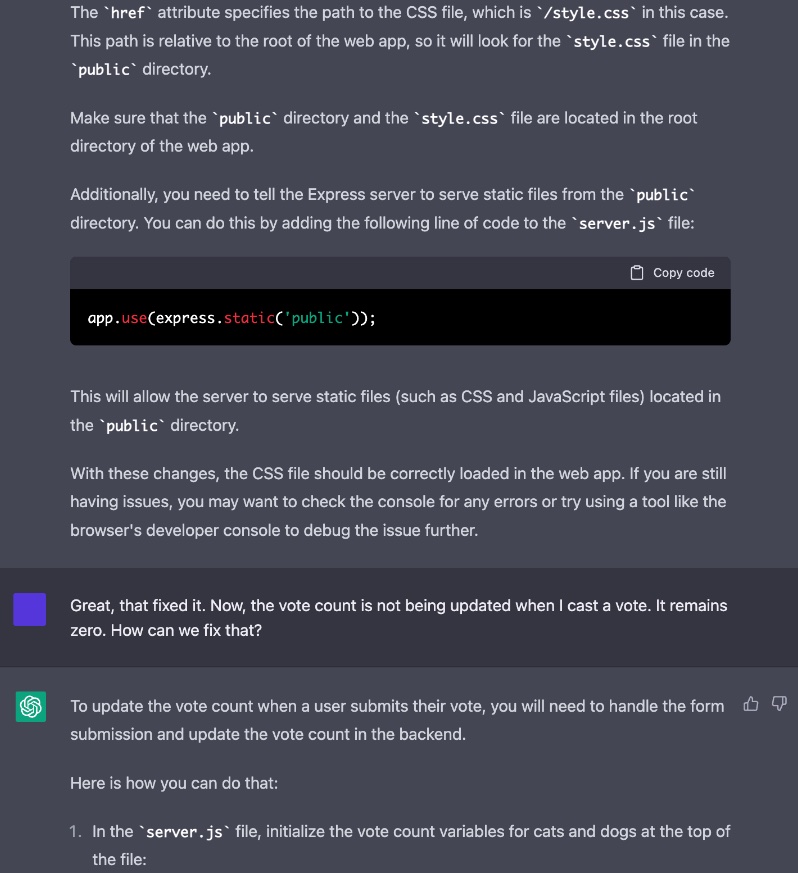 The `href` attribute specifies the path to the CSS file, which is `/style.css` in this case.
This path is relative to the root of the web app, so it will look for the `style.css` file in the
`public` directory.
Make sure that the `public` directory and the `style.css` file are located in the root
directory of the web app.
Additionally, you need to tell the Express server to serve static files from the `public`
directory. You can do this by adding the following line of code to the `server.js` file:
Copy code
app.use(express.static('public'));
This will allow the server to serve static files (such as CSS and JavaScript files) located in
the `public` directory.
With these changes, the CSS file should be correctly loaded in the web app. If you are still
having issues, you may want to check the console for any errors or try using a tool like the
browser's developer console to debug the issue further.
Great, that fixed it. Now, the vote count is not being updated when I cast a vote. It remains
zero. How can we fix that?
To update the vote count when a user submits their vote, you will need to handle the form
submission and update the vote count in the backend.
Here is how you can do that:
1. In the `server.js` file, initialize the vote count variables for cats and dogs at the top of
the file: